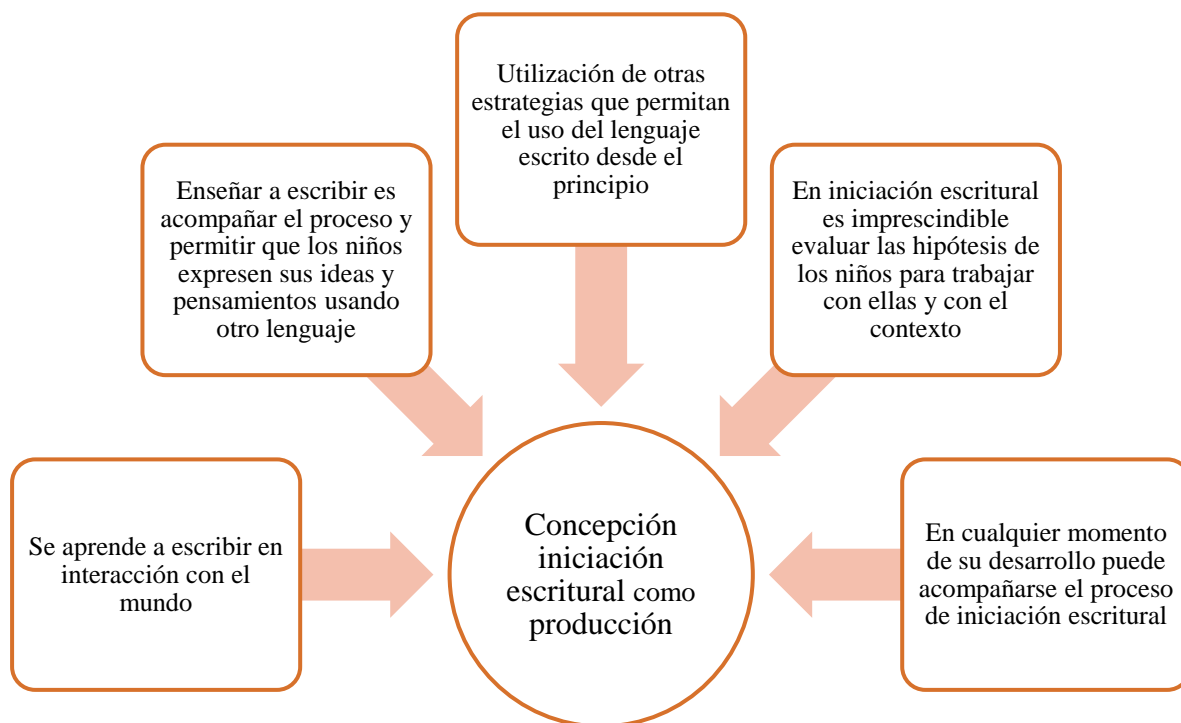 Utilización de otras
estrategias que permitan
el uso del lenguaje
escrito desde el
principio
Enseñar a escribir es
acompañar el proceso y
permitir que los niños
expresen sus ideas y
pensamientos usando
otro lenguaje
En iniciación escritural
es imprescindible
evaluar las hipótesis de
los niños para trabajar
con ellas y con el
contexto
Se aprende a escribir en
interacción con el
mundo
Concepción
iniciación
escritural como
producción
En cualquier momento
de su desarrollo puede
acompañarse el proceso
de iniciación escritural